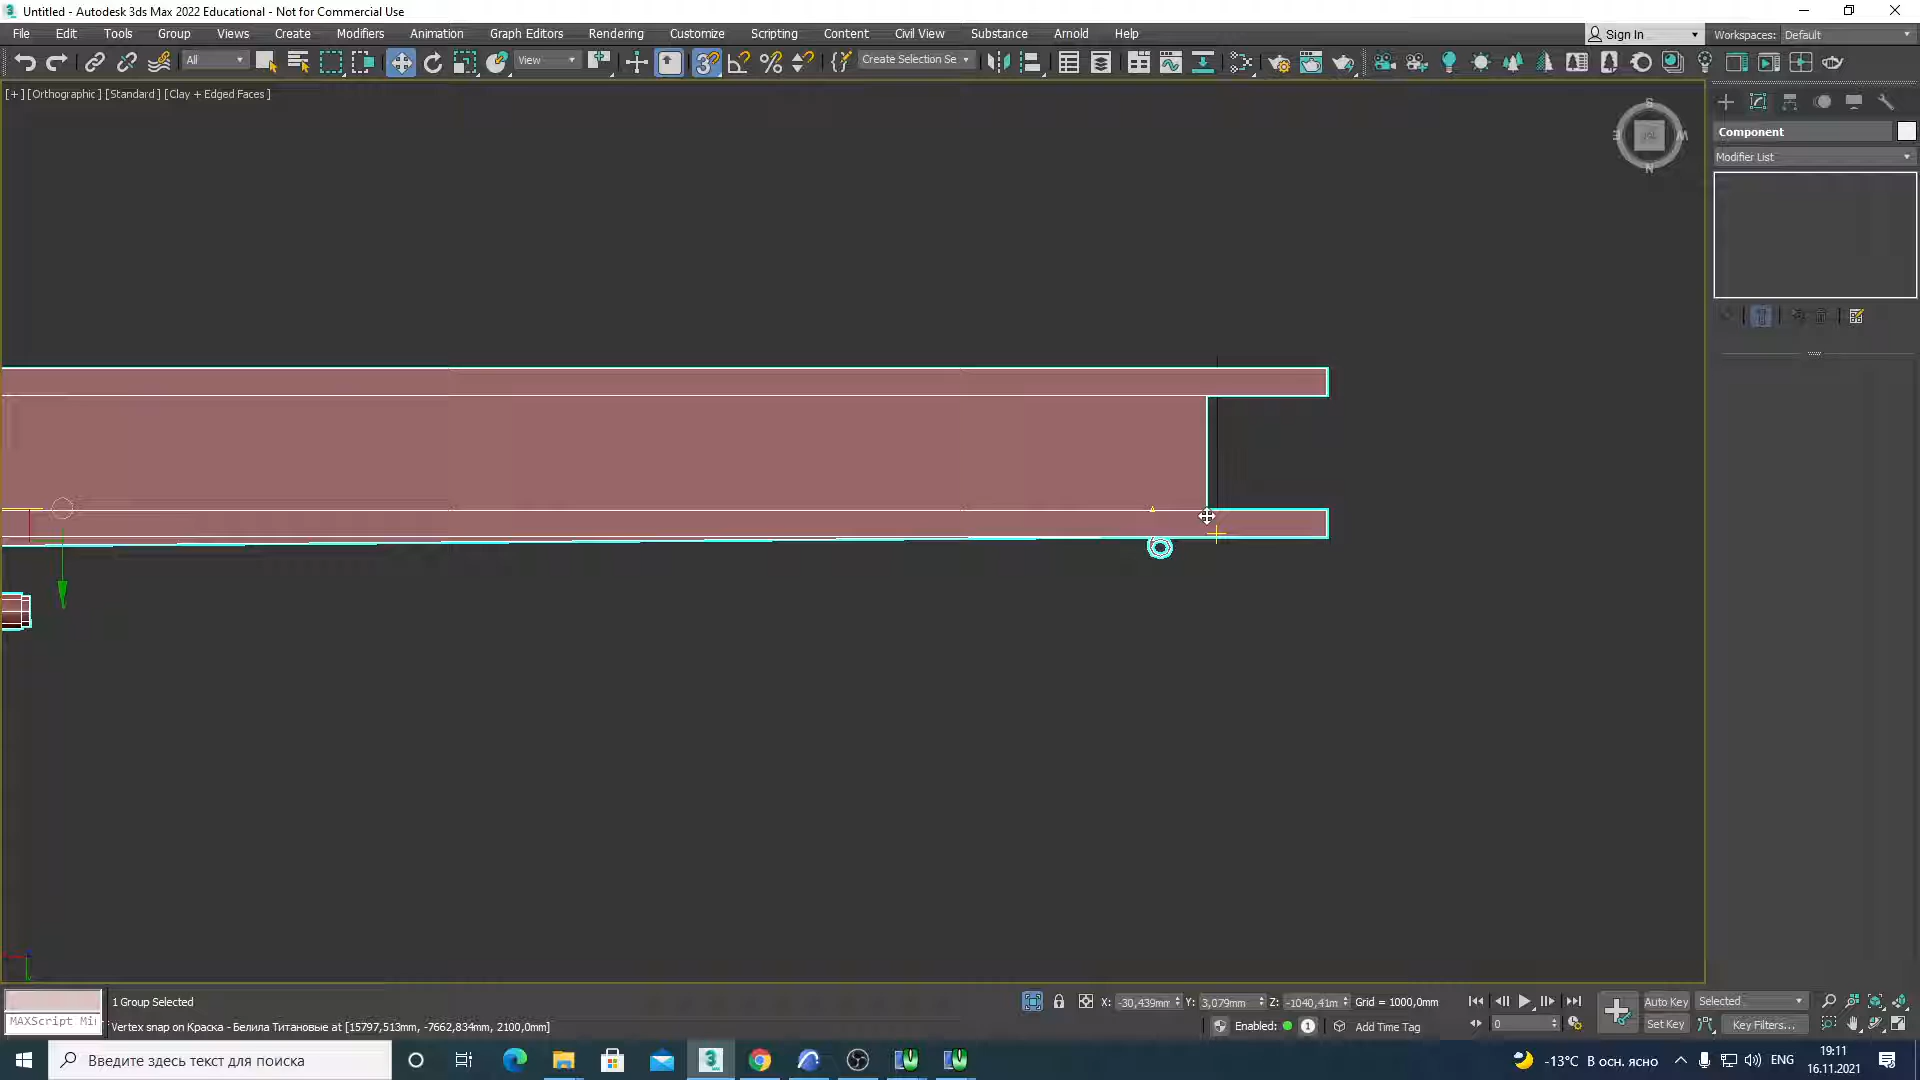 Untitled - Autodesk 3ds Max 2022 Educational - Not for Commercial Use
File Edit Tools Group Views Create Modifiers Animation Graph Editors Rendering Customize Scripting Content Civil View Substance Arnold Help
Sign In
Workspaces: Default
All
View
Create Selection Se
[+] [Orthographic] [Standard] [Clay + Edged Faces]
S
E
W
N
Component
Modifier List
1 Group Selected
X: -30,439mm Y: 3,079mm Z: -1040,41m Grid = 1000,0mm
Auto Key Selected
MAXScript Mi
Vertex snap on Краска - Белила Титановые at [15797,513mm, -7662,834mm, 2100,0mm]
Enabled: 1 Add Time Tag
0
Set Key Key Filters...
Введите здесь текст для поиска
-13°C В осн. ясно
ENG
19:11
16.11.2021